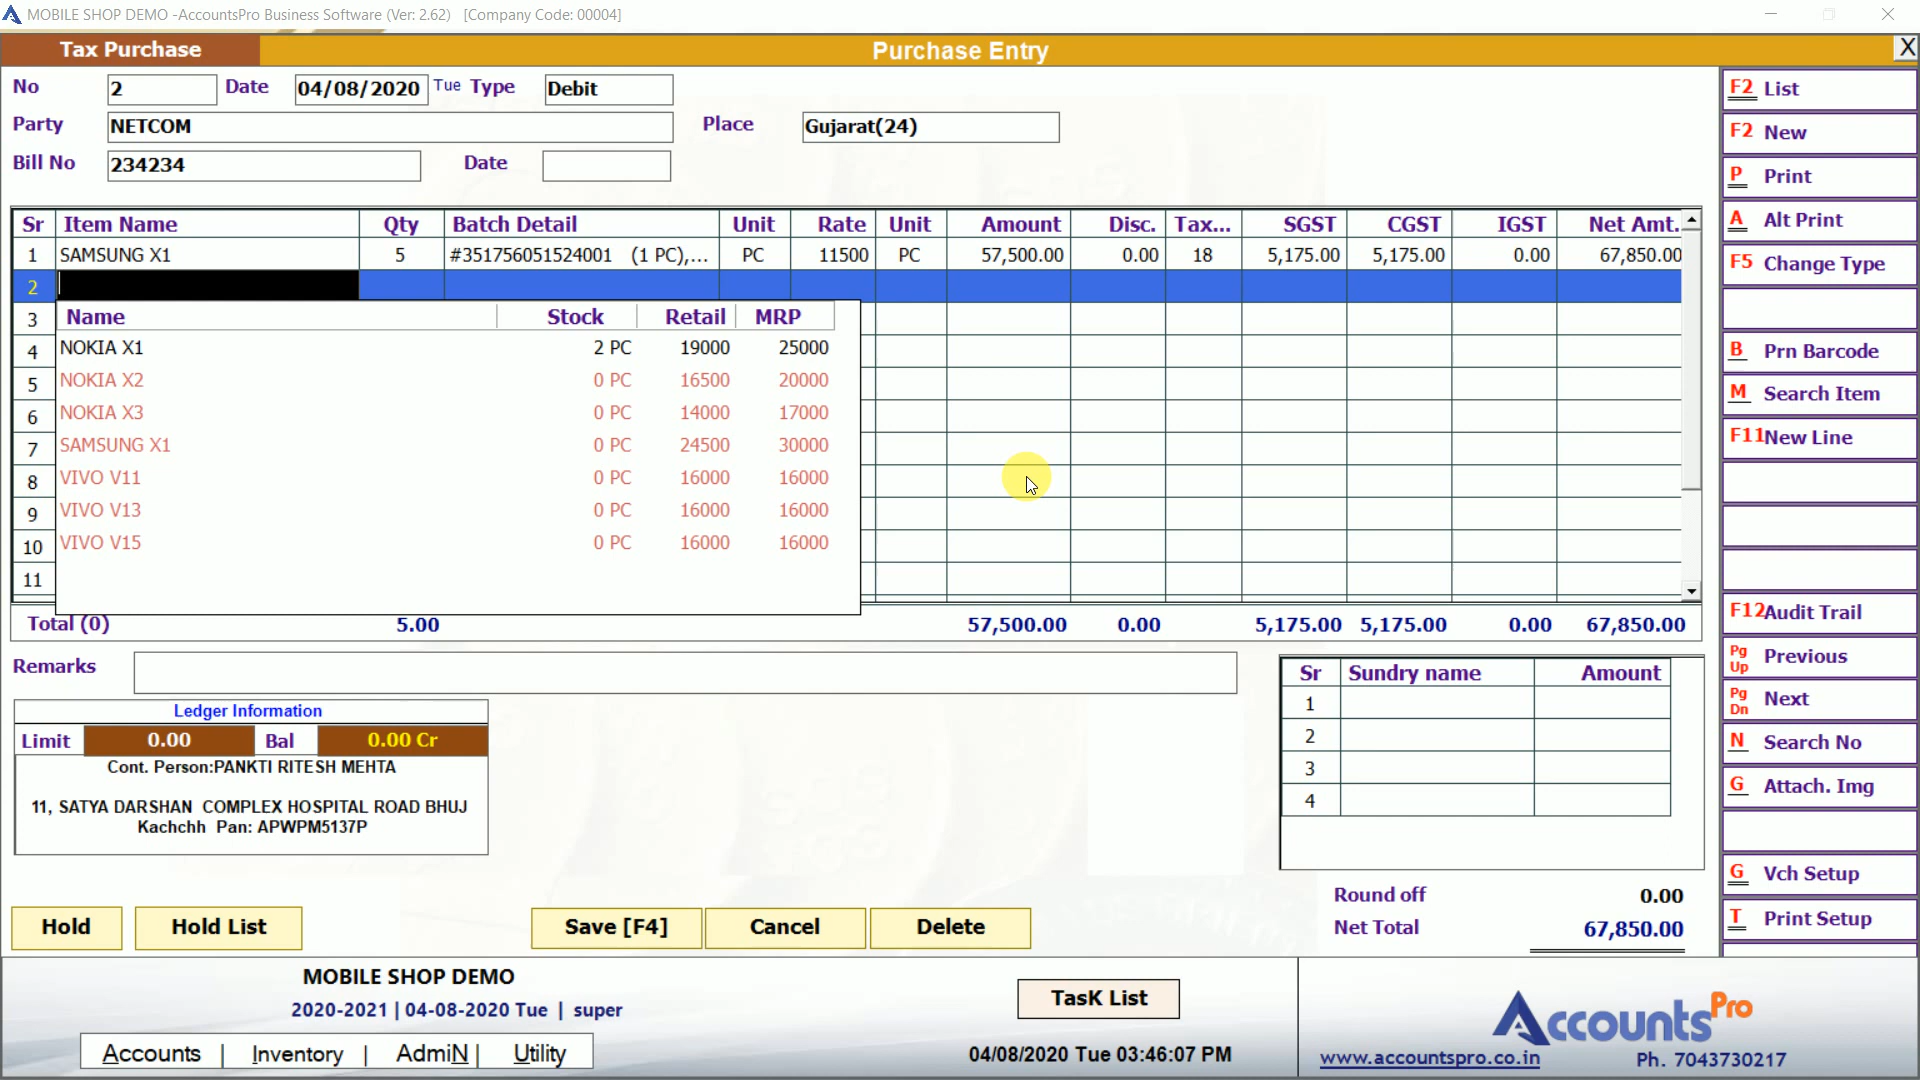 MOBILE SHOP DEMO -AccountsPro Business Software (Ver: 2.62) [Company Code: 00004]
Tax Purchase
Purchase Entry
X
No 2 Date 04/08/2020 Tue Type Debit
Party NETCOM Place Gujarat(24)
Bill No 234234 Date
Sr Item Name Qty Batch Detail Unit Rate Unit Amount Disc. Tax... SGST CGST IGST Net Amt.
1 SAMSUNG X1 5 #351756051524001 (1 PC),... PC 11500 PC 57,500.00 0.00 18 5,175.00 5,175.00 0.00 67,850.00
2
3 Name Stock Retail MRP
4 NOKIA X1 2 PC 19000 25000
5 NOKIA X2 0 PC 16500 20000
6 NOKIA X3 0 PC 14000 17000
7 SAMSUNG X1 0 PC 24500 30000
8 VIVO V11 0 PC 16000 16000
9 VIVO V13 0 PC 16000 16000
10 VIVO V15 0 PC 16000 16000
11
Total (0) 5.00 57,500.00 0.00 5,175.00 5,175.00 0.00 67,850.00
Remarks
Ledger Information
Limit 0.00 Bal 0.00 Cr
Cont. Person:PANKTI RITESH MEHTA
11, SATYA DARSHAN COMPLEX HOSPITAL ROAD BHUJ
Kachchh Pan: APWPM5137P
Sr Sundry name Amount
1
2
3
4
Round off 0.00
Net Total 67,850.00
Hold Hold List Save [F4] Cancel Delete
F2 List
F2 New
P Print
A Alt Print
F5 Change Type
B Prn Barcode
M Search Item
F11 New Line
F12 Audit Trail
Pg Up Previous
Pg Dn Next
N Search No
G Attach. Img
G Vch Setup
T Print Setup
MOBILE SHOP DEMO
2020-2021 | 04-08-2020 Tue | super
Accounts | Inventory | AdmiN | Utility
TasK List
04/08/2020 Tue 03:46:07 PM
AccountsPro
www.accountspro.co.in Ph. 7043730217